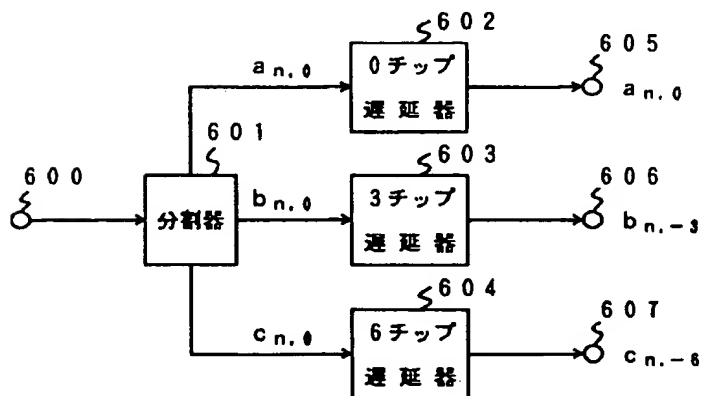 602
0チップ
遅延器
a n,0
605
a n,0
601
600
分割器
603
b n,0
3チップ
遅延器
606
b n,-3
604
c n,0
6チップ
遅延器
607
c n,-6